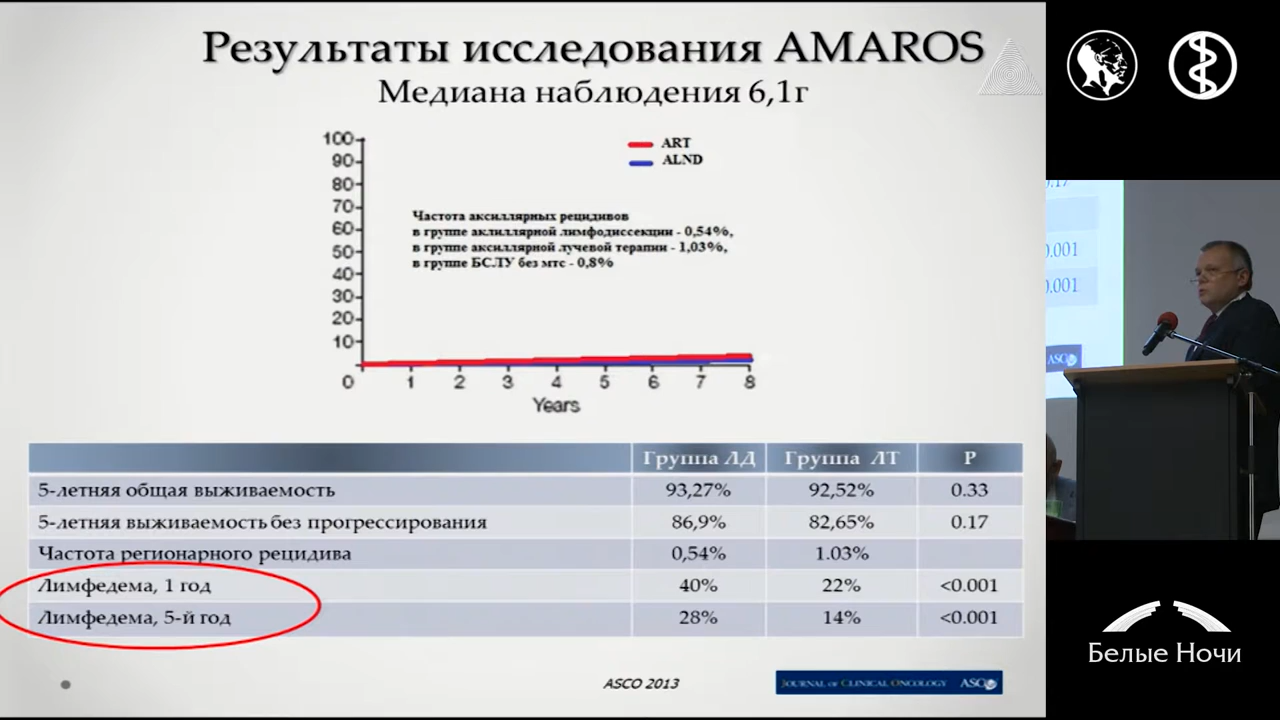 Результаты исследования AMAROS
Медиана наблюдения 6,1г
100
90
80
70
60
50
40
30
20
10
0 1 2 3 4 5 6 7 8
Years
ART
ALND
Частота аксиллярных рецидивов
в группе аклиллярной лимфодиссекции - 0,54%,
в группе аксиллярной лучевой терапии - 1,03%,
в группе БСЛУ без мтс - 0,8%
Группа ЛД Группа ЛТ P
5-летняя общая выживаемость 93,27% 92,52% 0.33
5-летняя выживаемость без прогрессирования 86,9% 82,65% 0.17
Частота регионарного рецидива 0,54% 1.03%
Лимфедема, 1 год 40% 22% <0.001
Лимфедема, 5-й год 28% 14% <0.001
ASCO 2013
JOURNAL OF CLINICAL ONCOLOGY ASCO
0.17
0.001
0.001
ASCO
Белые Ночи